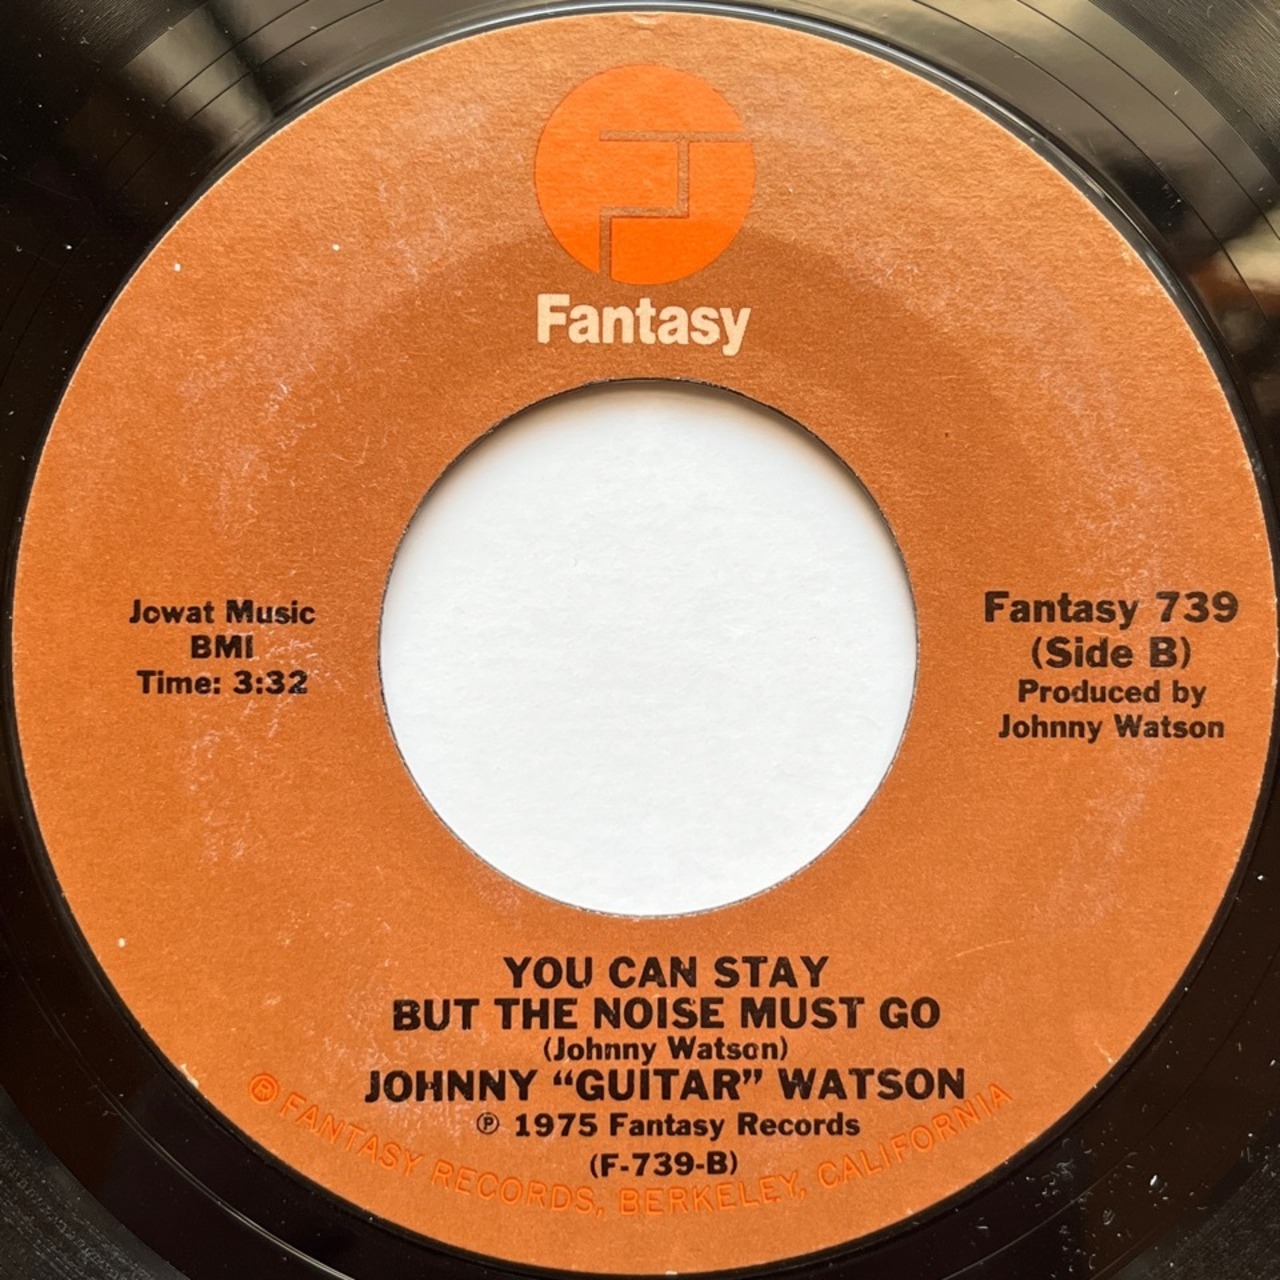 Fantasy
Jowat Music
BMI
Time: 3:32
Fantasy 739
(Side B)
Produced by
Johnny Watson
YOU CAN STAY
BUT THE NOISE MUST GO
(Johnny Watson)
JOHNNY “GUITAR” WATSON
℗ 1975 Fantasy Records
(F-739-B)
® FANTASY RECORDS, BERKELEY, CALIFORNIA